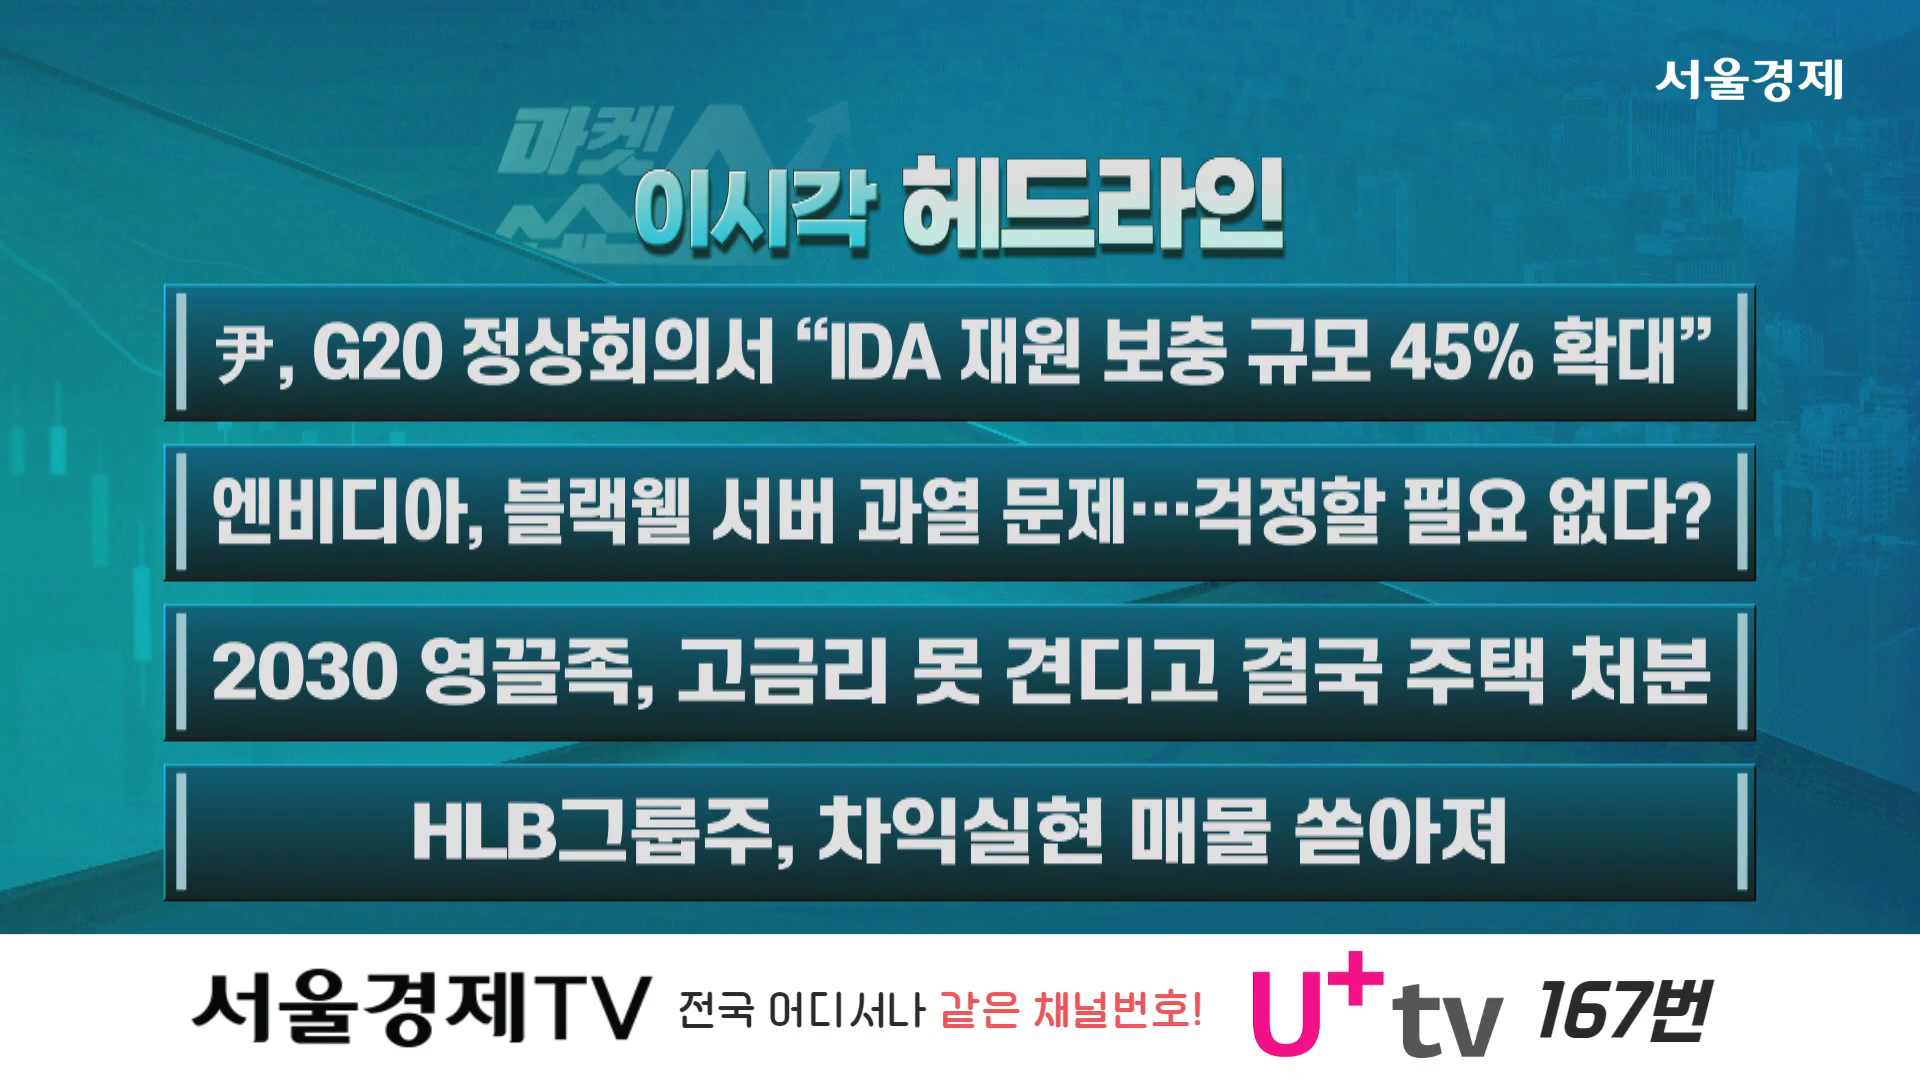 서울경제
마켓
이시각 헤드라인
尹, G20 정상회의서 “IDA 재원 보충 규모 45% 확대”
엔비디아, 블랙웰 서버 과열 문제…걱정할 필요 없다?
2030 영끌족, 고금리 못 견디고 결국 주택 처분
HLB그룹주, 차익실현 매물 쏟아져
서울경제TV 전국 어디서나 같은 채널번호! U+tv 167번